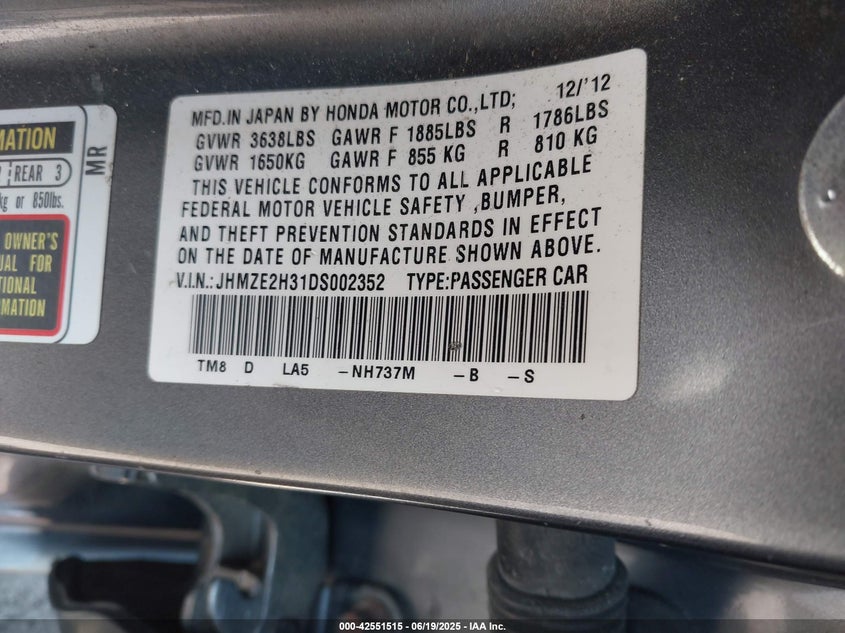 MATION
REAR 3
kg or 850lbs.
OWNER'S
UAL FOR
TIONAL
RMATION
MR
MFD.IN JAPAN BY HONDA MOTOR CO.,LTD; 12/'12
GVWR 3638LBS GAWR F 1885LBS R 1786LBS
GVWR 1650KG GAWR F 855 KG R 810 KG
THIS VEHICLE CONFORMS TO ALL APPLICABLE
FEDERAL MOTOR VEHICLE SAFETY ,BUMPER,
AND THEFT PREVENTION STANDARDS IN EFFECT
ON THE DATE OF MANUFACTURE SHOWN ABOVE.
V.I.N.: JHMZE2H31DS002352 TYPE:PASSENGER CAR
TM8 D LA5 -NH737M -B -S
000-42551515 - 06/19/2025 - IAA Inc.